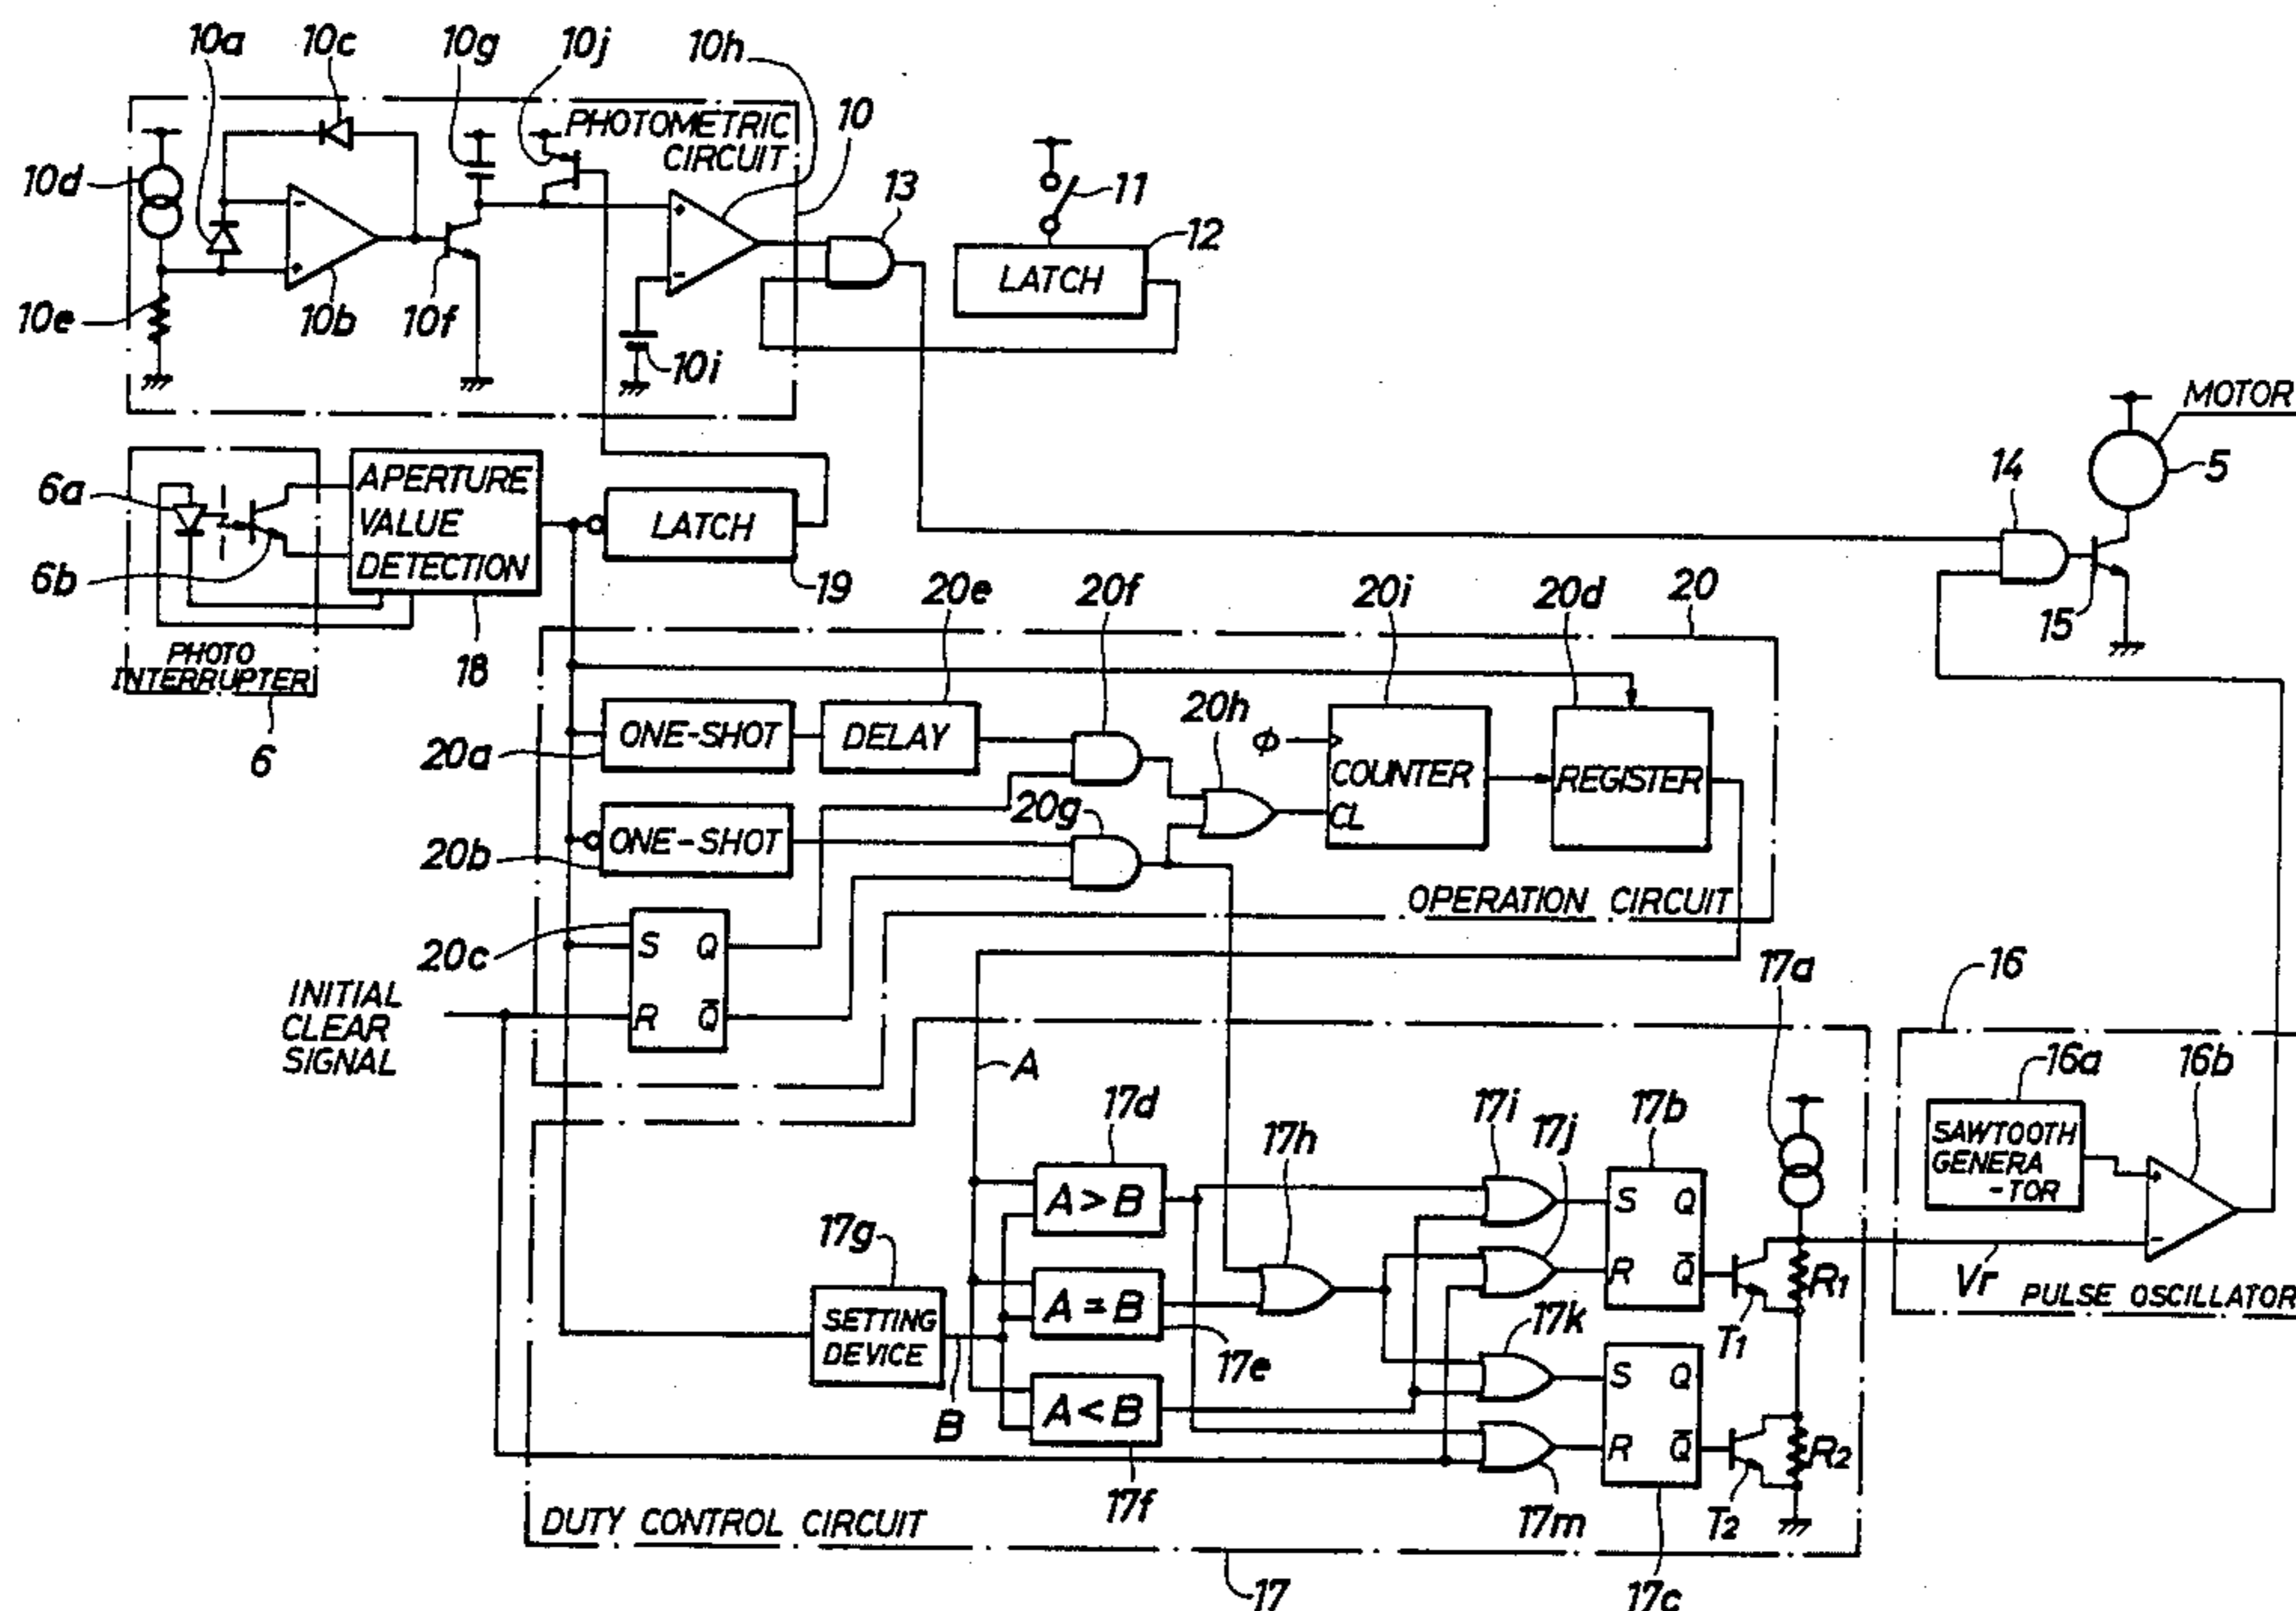 10a 10c 10g 10j 10h
PHOTOMETRIC
CIRCUIT
10
10d
13
11
12
LATCH
10e
10b
10f
10i
MOTOR
5
14
15
6a
6b
APERTURE
VALUE
DETECTION
LATCH
19
18
PHOTO
INTERRUPTER
6
20e 20f 20i 20d 20
20a
ONE-SHOT
DELAY
20h
φ
COUNTER
CL
REGISTER
20b
ONE-SHOT
20g
OPERATION CIRCUIT
20c
S Q
R Q̅
INITIAL
CLEAR
SIGNAL
A
17a
16
16a
16b
SAWTOOTH
GENERA
-TOR
Vr
PULSE OSCILLATOR
17d
A > B
17h
17i
17j
17b
S Q
R Q̅
T1
R1
17g
SETTING
DEVICE
B
A = B
17e
17k
A < B
17f
17m
S Q
R Q̅
T2
R2
17c
DUTY CONTROL CIRCUIT
17
+
-
+
-
+
-